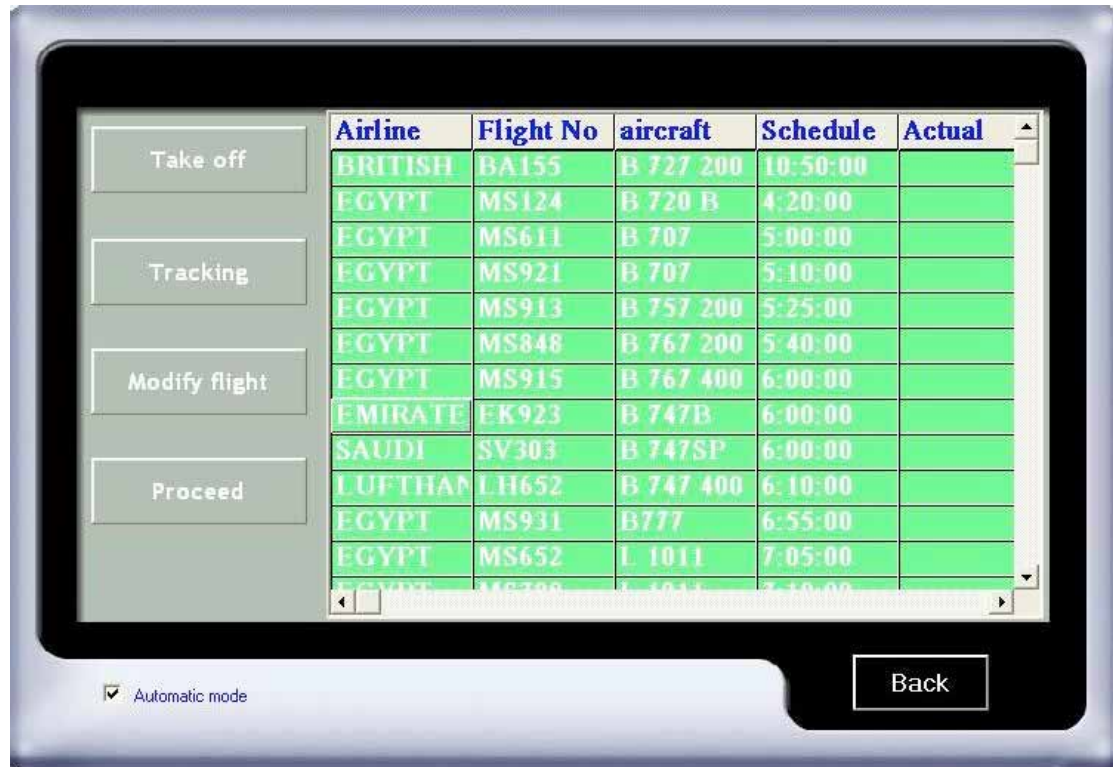 Take off
Tracking
Modify flight
Proceed
Airline Flight No aircraft Schedule Actual
BRITISH BA155 B 727 200 10:50:00
EGYPT MS124 B 720 B 4:20:00
EGYPT MS611 B 707 5:00:00
EGYPT MS921 B 707 5:10:00
EGYPT MS913 B 757 200 5:25:00
EGYPT MS848 B 767 200 5:40:00
EGYPT MS915 B 767 400 6:00:00
EMIRATE EK923 B 747B 6:00:00
SAUDI SV303 B 747SP 6:00:00
LUFTHAN LH652 B 747 400 6:10:00
EGYPT MS931 B777 6:55:00
EGYPT MS652 L 1011 7:05:00
EGYPT
Automatic mode
Back